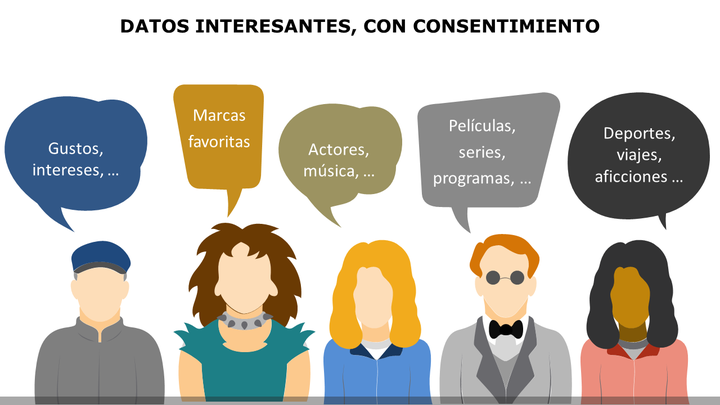 DATOS INTERESANTES, CON CONSENTIMIENTO
Gustos,
intereses, ...
Marcas
favoritas
Actores,
música, ...
Películas,
series,
programas, ...
Deportes,
viajes,
aficciones ...